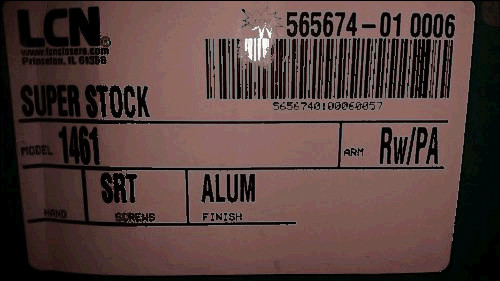 LCN®
www.lcnclosers.com
Princeton, IL 61356
565674-01 0006
5656740100060057
SUPER STOCK
MODEL 1461 ARM Rw/PA
HAND SRT SCREWS ALUM FINISH